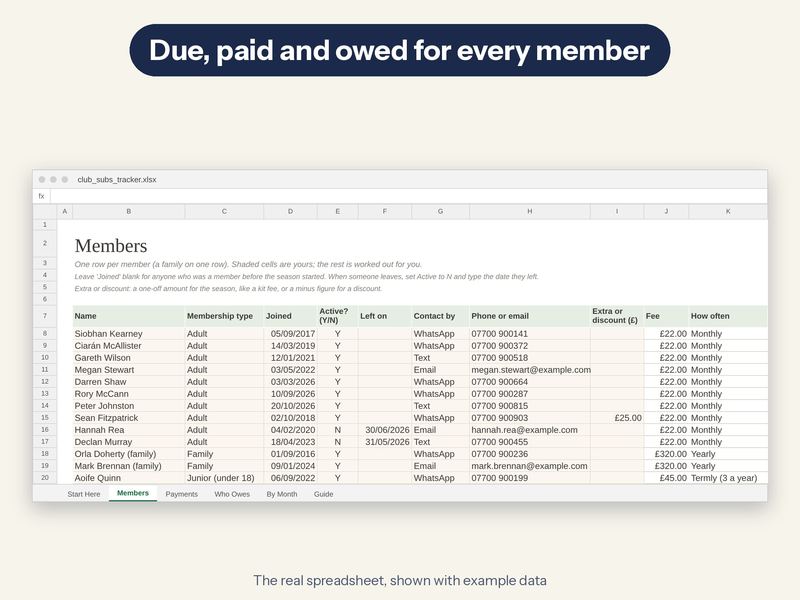 Due, paid and owed for every member
club_subs_tracker.xlsx
fx
A B C D E F G H I J K
1
2 Members
3 One row per member (a family on one row). Shaded cells are yours; the rest is worked out for you.
4 Leave 'Joined' blank for anyone who was a member before the season started. When someone leaves, set Active to N and type the date they left.
5 Extra or discount: a one-off amount for the season, like a kit fee, or a minus figure for a discount.
6
7 Name Membership type Joined Active? (Y/N) Left on Contact by Phone or email Extra or discount (£) Fee How often
8 Siobhan Kearney Adult 05/09/2017 Y WhatsApp 07700 900141 £22.00 Monthly
9 Ciarán McAllister Adult 14/03/2019 Y WhatsApp 07700 900372 £22.00 Monthly
10 Gareth Wilson Adult 12/01/2021 Y Text 07700 900518 £22.00 Monthly
11 Megan Stewart Adult 03/05/2022 Y Email megan.stewart@example.com £22.00 Monthly
12 Darren Shaw Adult 03/03/2026 Y WhatsApp 07700 900664 £22.00 Monthly
13 Rory McCann Adult 10/09/2026 Y WhatsApp 07700 900287 £22.00 Monthly
14 Peter Johnston Adult 20/10/2026 Y Text 07700 900815 £22.00 Monthly
15 Sean Fitzpatrick Adult 02/10/2018 Y WhatsApp 07700 900903 £25.00 £22.00 Monthly
16 Hannah Rea Adult 04/02/2020 N 30/06/2026 Email hannah.rea@example.com £22.00 Monthly
17 Declan Murray Adult 18/04/2023 N 31/05/2026 Text 07700 900455 £22.00 Monthly
18 Orla Doherty (family) Family 01/09/2016 Y WhatsApp 07700 900236 £320.00 Yearly
19 Mark Brennan (family) Family 09/01/2024 Y Email mark.brennan@example.com £320.00 Yearly
20 Aoife Quinn Junior (under 18) 06/09/2022 Y WhatsApp 07700 900199 £45.00 Termly (3 a year)
Start Here Members Payments Who Owes By Month Guide
The real spreadsheet, shown with example data